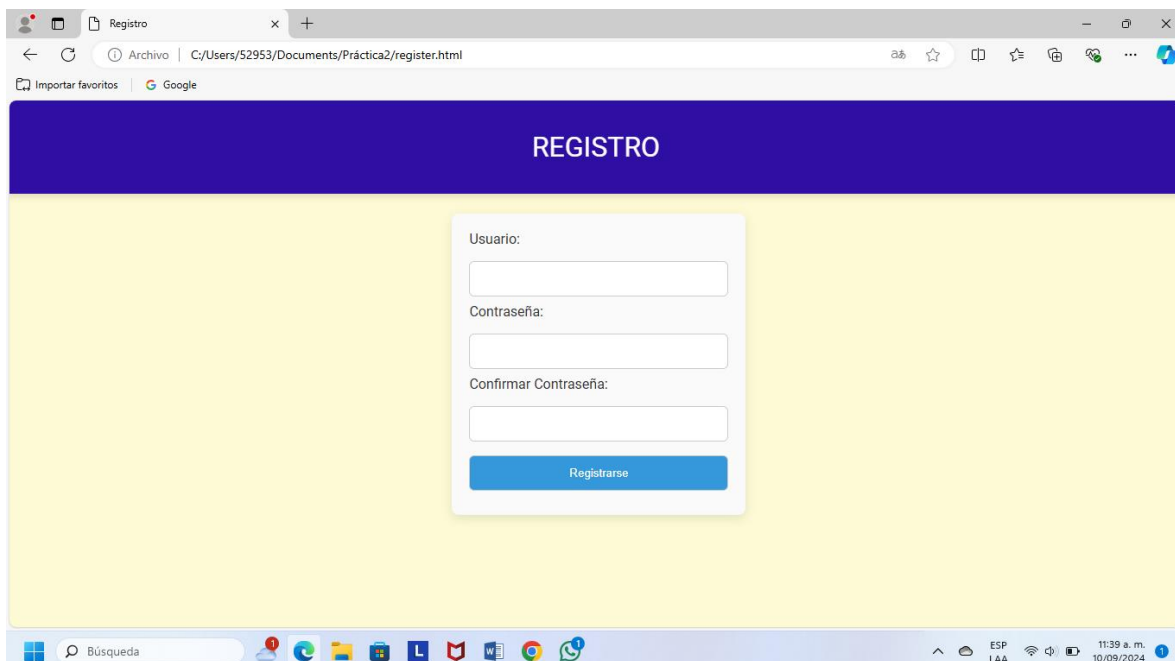 Registro
Archivo C:/Users/52953/Documents/Práctica2/register.html
Importar favoritos Google
REGISTRO
Usuario:
Contraseña:
Confirmar Contraseña:
Registrarse
Búsqueda
ESP
LAA
11:39 a. m.
10/09/2024